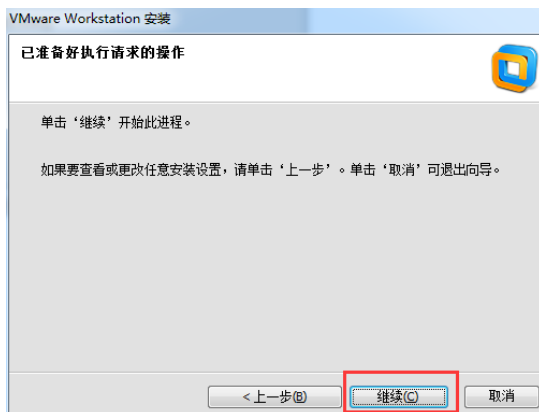 VMware Workstation 安装
已准备好执行请求的操作
单击‘继续’开始此进程。
如果要查看或更改任意安装设置，请单击‘上一步’。单击‘取消’可退出向导。
<上一步(B)
继续(C)
取消